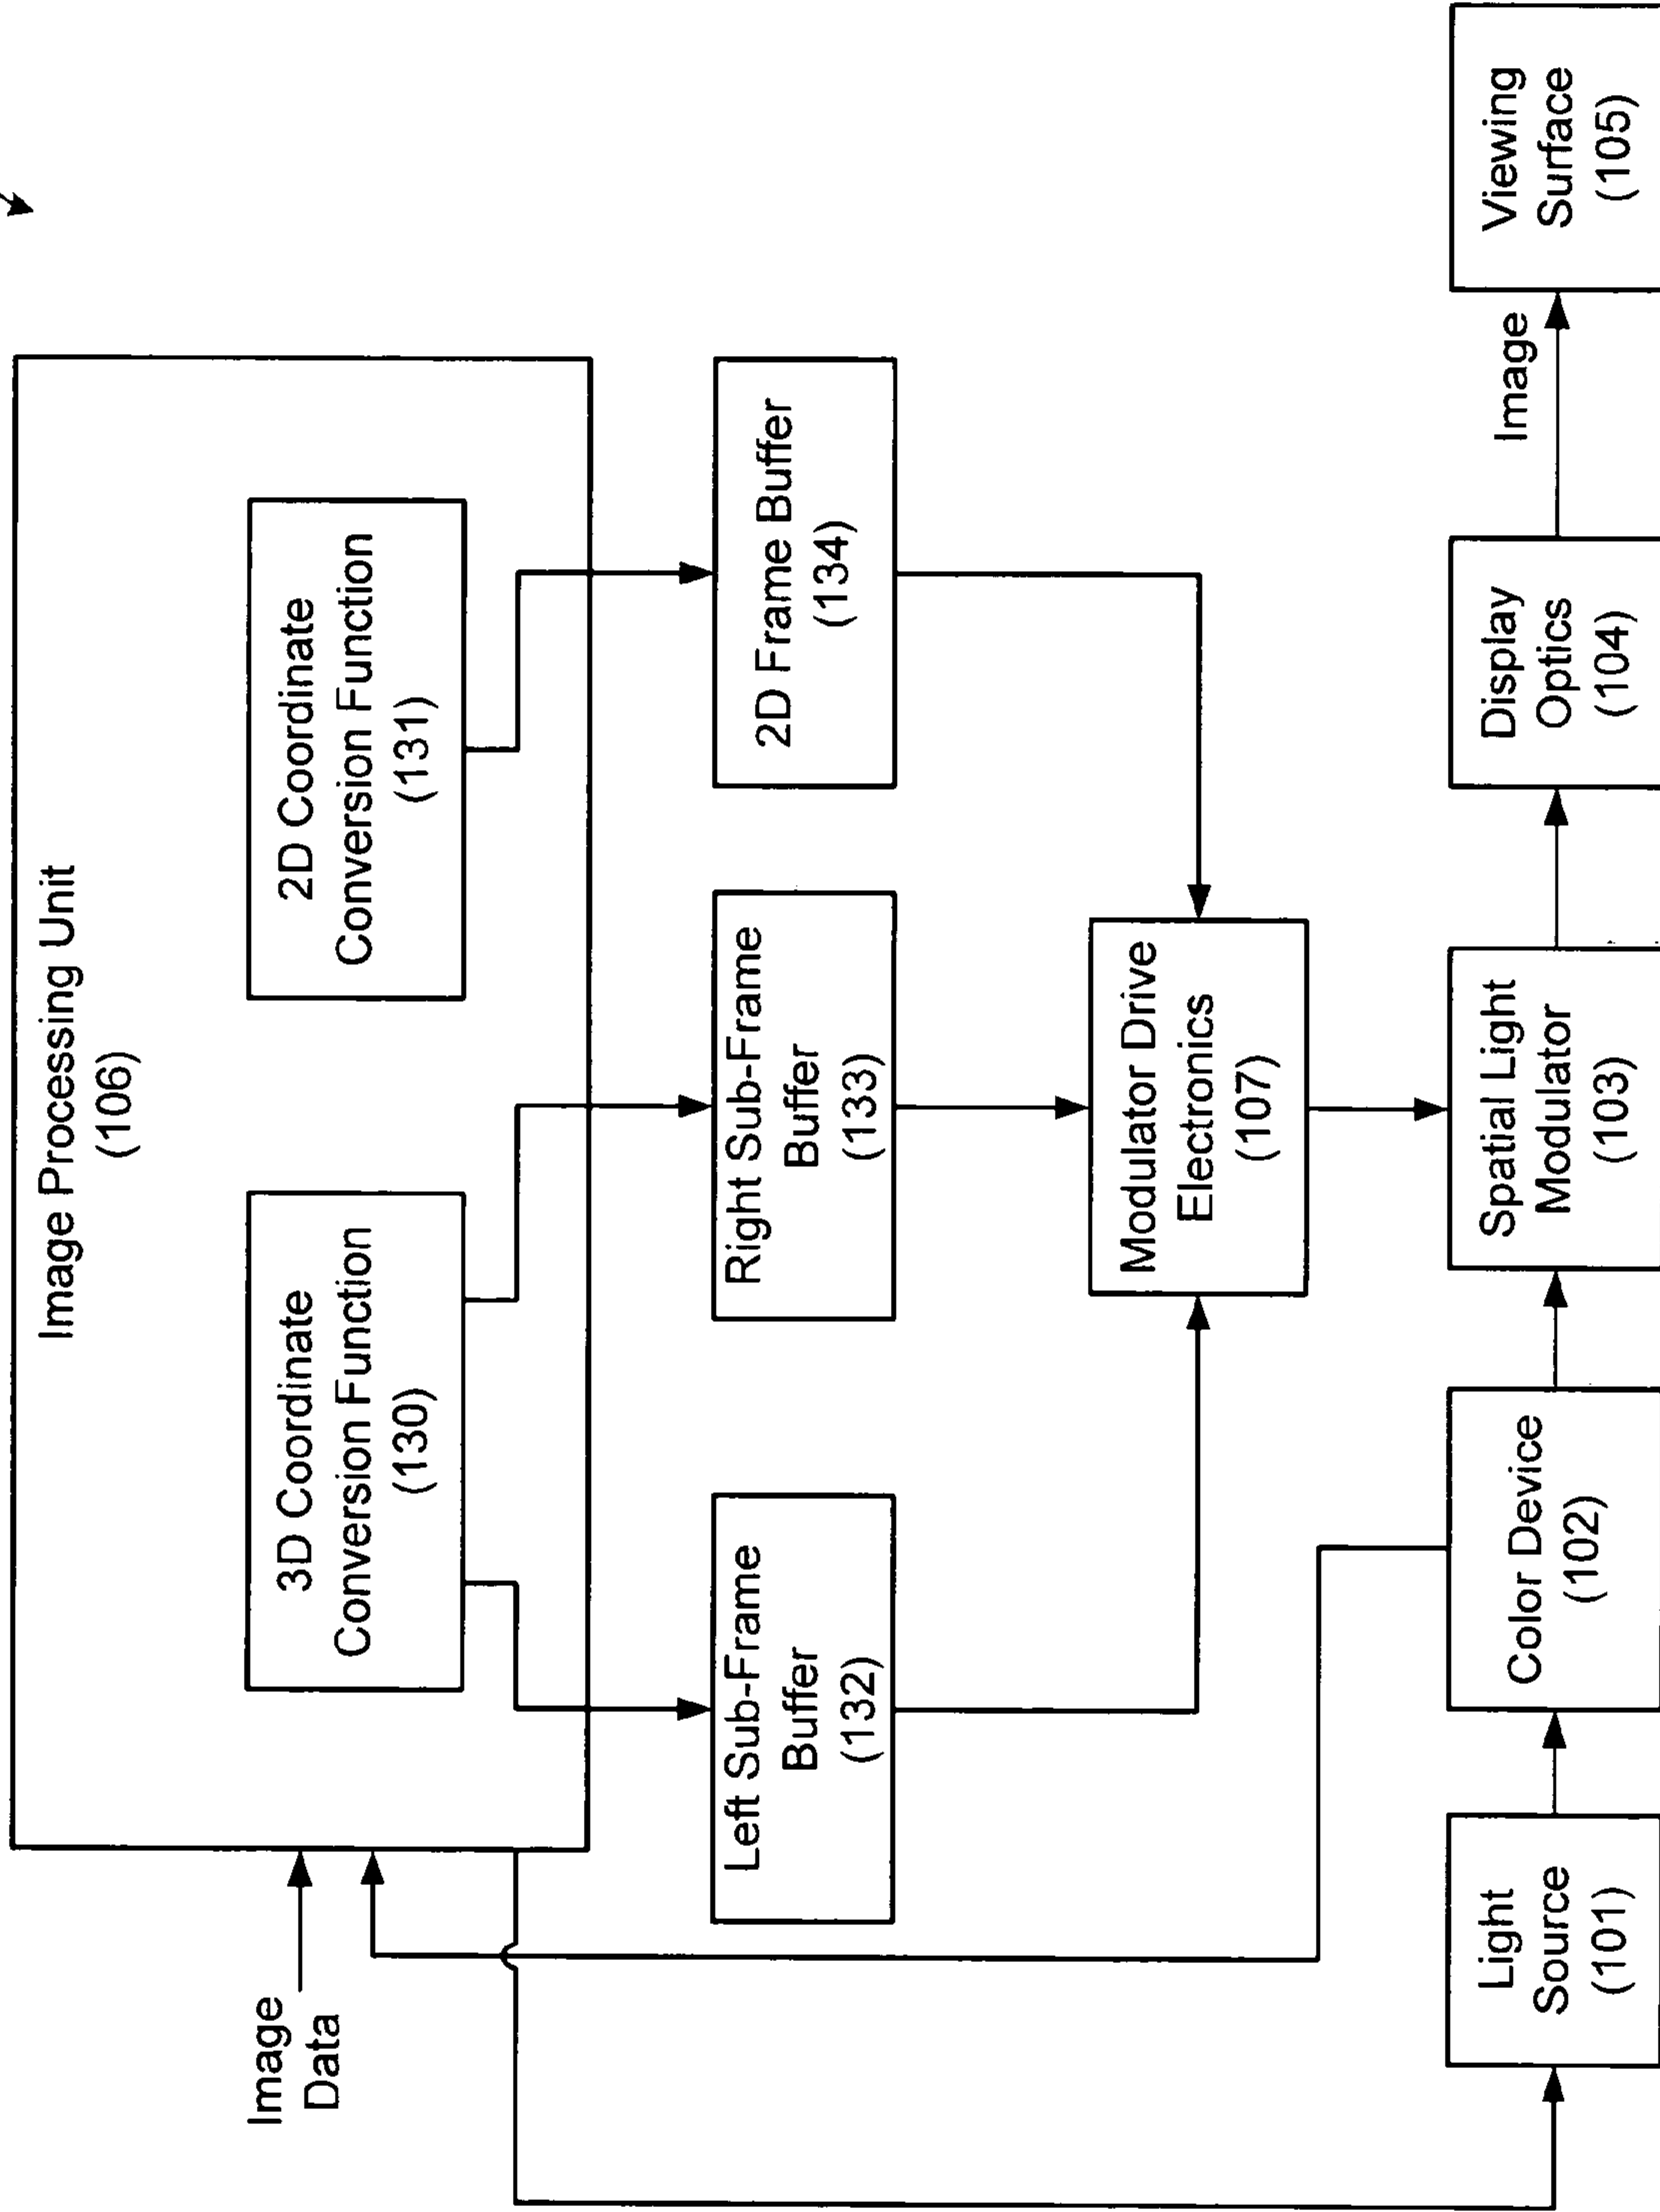 Image Processing Unit
(106)
Image
Data
3D Coordinate
Conversion Function
(130)
2D Coordinate
Conversion Function
(131)
Left Sub-Frame
Buffer
(132)
Right Sub-Frame
Buffer
(133)
2D Frame Buffer
(134)
Modulator Drive
Electronics
(107)
Light
Source
(101)
Color Device
(102)
Spatial Light
Modulator
(103)
Display
Optics
(104)
Image
Viewing
Surface
(105)